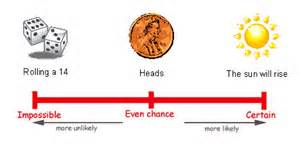 Rolling a 14
Heads
The sun will rise
Impossible
Even chance
Certain
more unlikely
more likely